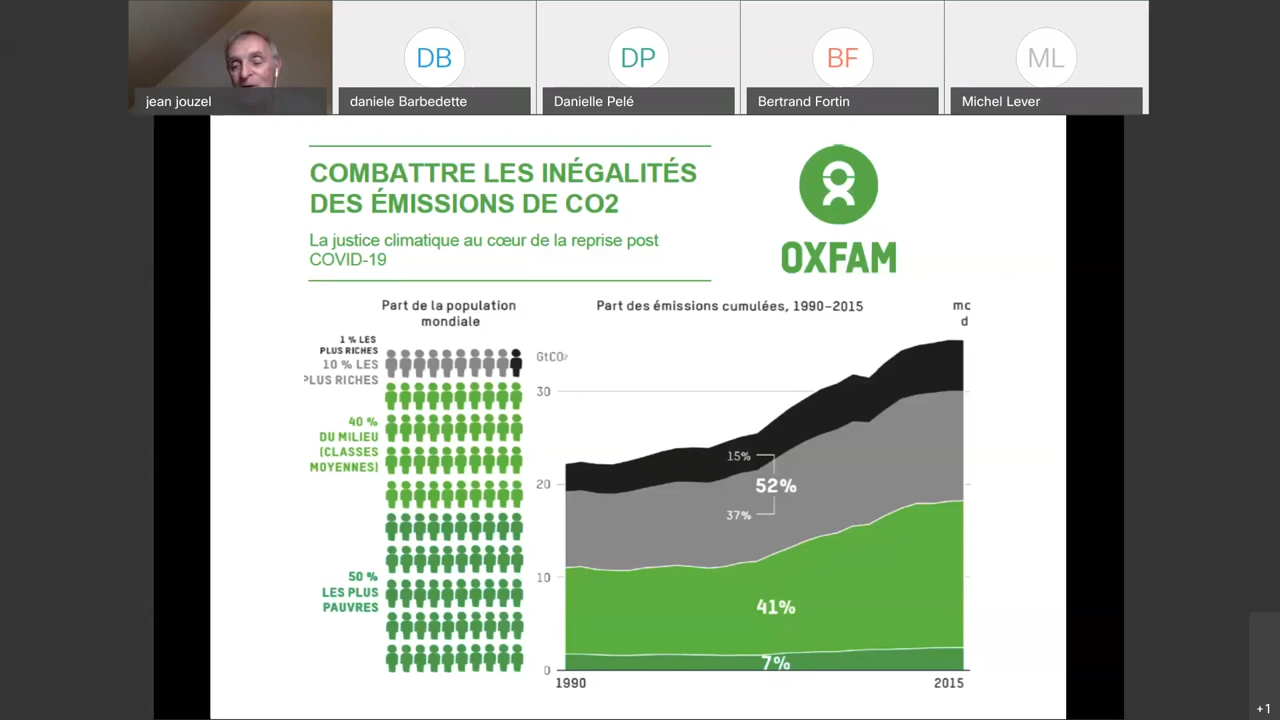 DB
DP
BF
ML
jean jouzel
daniele Barbedette
Danielle Pelé
Bertrand Fortin
Michel Lever
COMBATTRE LES INÉGALITÉS
DES ÉMISSIONS DE CO2
La justice climatique au cœur de la reprise post
COVID-19
OXFAM
Part de la population
mondiale
Part des émissions cumulées, 1990–2015
mo
d
1 % LES
PLUS RICHES
10 % LES
PLUS RICHES
40 %
DU MILIEU
(CLASSES
MOYENNES)
50 %
LES PLUS
PAUVRES
GtCO₂
30
20
10
0
15%
52%
37%
41%
7%
1990
2015
+1